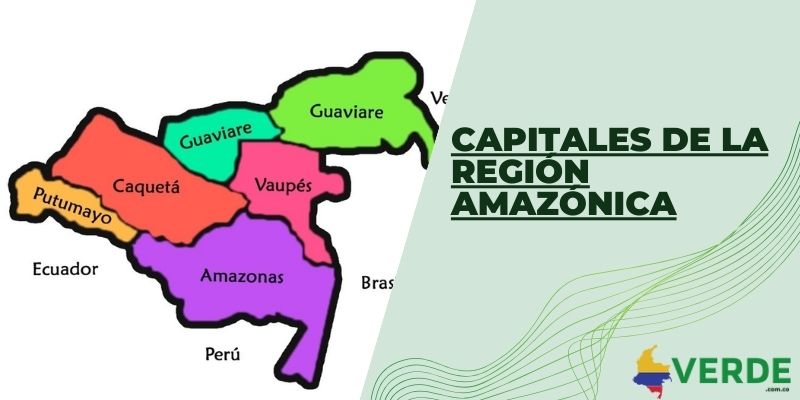 Guaviare
Ve
Guaviare
Caquetá
Vaupés
Putumayo
Ecuador
Amazonas
Bras
Perú
CAPITALES DE LA
REGIÓN
AMAZÓNICA
VERDE
.com.co